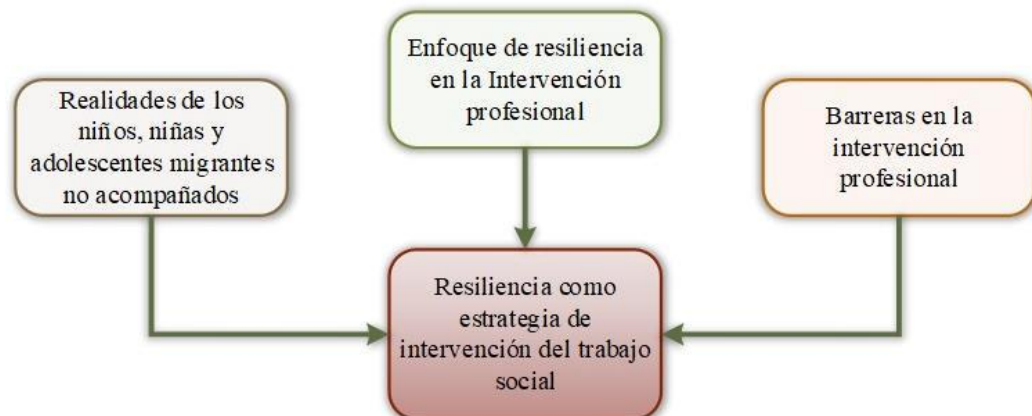 Enfoque de resiliencia
en la Intervención
profesional
Realidades de los
niños, niñas y
adolescentes migrantes
no acompañados
Barreras en la
intervención
profesional
Resiliencia como
estrategia de
intervención del trabajo
social